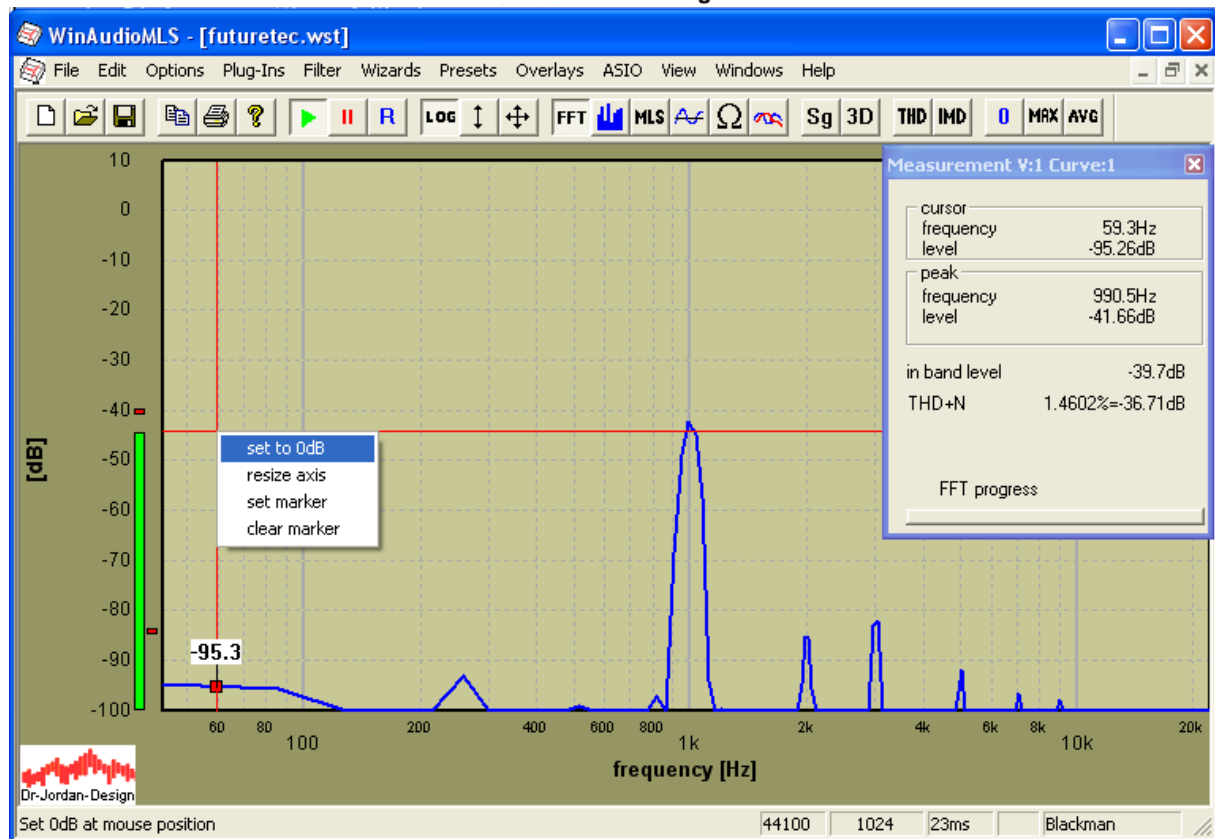 WinAudioMLS - [futuretec.wst]
File Edit Options Plug-Ins Filter Wizards Presets Overlays ASIO View Windows Help
R LOG FFT MLS Ω Sg 3D THD IMD 0 MAX AVG
Measurement V:1 Curve:1
cursor
frequency 59.3Hz
level -95.26dB
peak
frequency 990.5Hz
level -41.66dB
in band level -39.7dB
THD+N 1.4602%=-36.71dB
FFT progress
10
0
-10
-20
-30
-40
-50
-60
-70
-80
-90
-100
[dB]
set to 0dB
resize axis
set marker
clear marker
-95.3
60 80 100 200 400 600 800 1k 2k 4k 6k 8k 10k 20k
frequency [Hz]
Dr-Jordan-Design
Set 0dB at mouse position 44100 1024 23ms Blackman